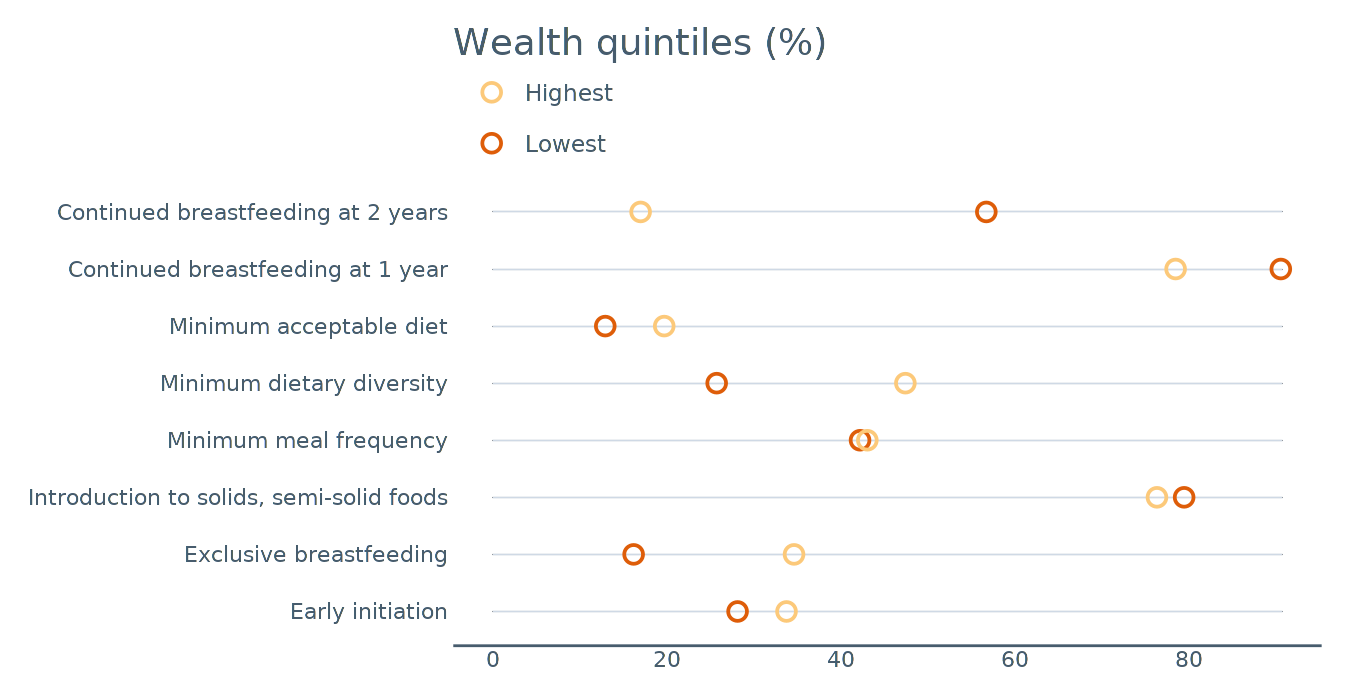 Wealth quintiles (%)
Highest
Lowest
Continued breastfeeding at 2 years
Continued breastfeeding at 1 year
Minimum acceptable diet
Minimum dietary diversity
Minimum meal frequency
Introduction to solids, semi-solid foods
Exclusive breastfeeding
Early initiation
0 20 40 60 80